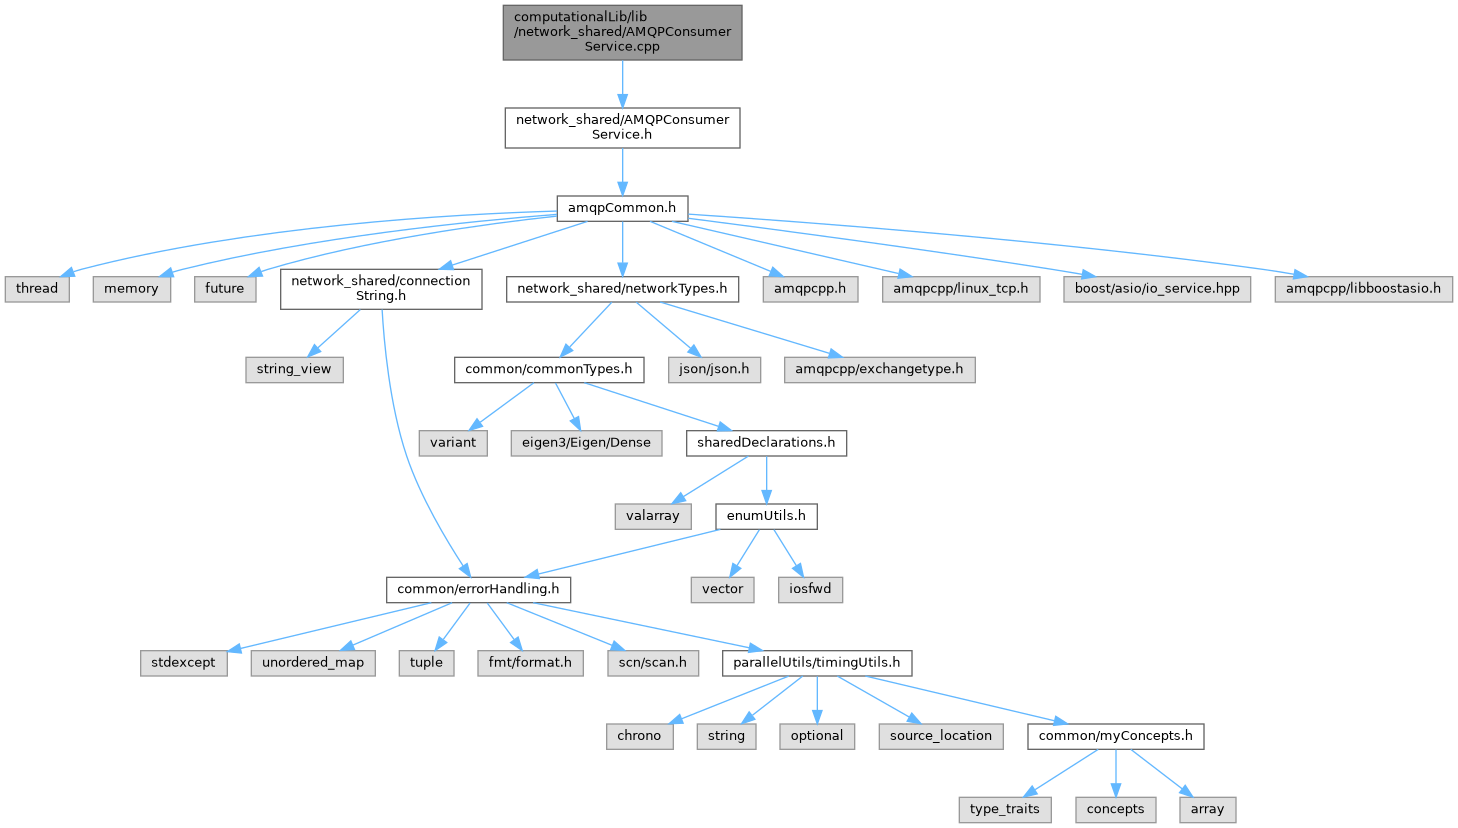 computationalLib/lib
/network_shared/AMQPConsumer
Service.cpp
network_shared/AMQPConsumer
Service.h
amqpCommon.h
thread
memory
future
network_shared/connection
String.h
network_shared/networkTypes.h
amqpcpp.h
amqpcpp/linux_tcp.h
boost/asio/io_service.hpp
amqpcpp/libboostasio.h
string_view
common/commonTypes.h
json/json.h
amqpcpp/exchangetype.h
variant
eigen3/Eigen/Dense
sharedDeclarations.h
valarray
enumUtils.h
common/errorHandling.h
vector
iosfwd
stdexcept
unordered_map
tuple
fmt/format.h
scn/scan.h
parallelUtils/timingUtils.h
chrono
string
optional
source_location
common/myConcepts.h
type_traits
concepts
array